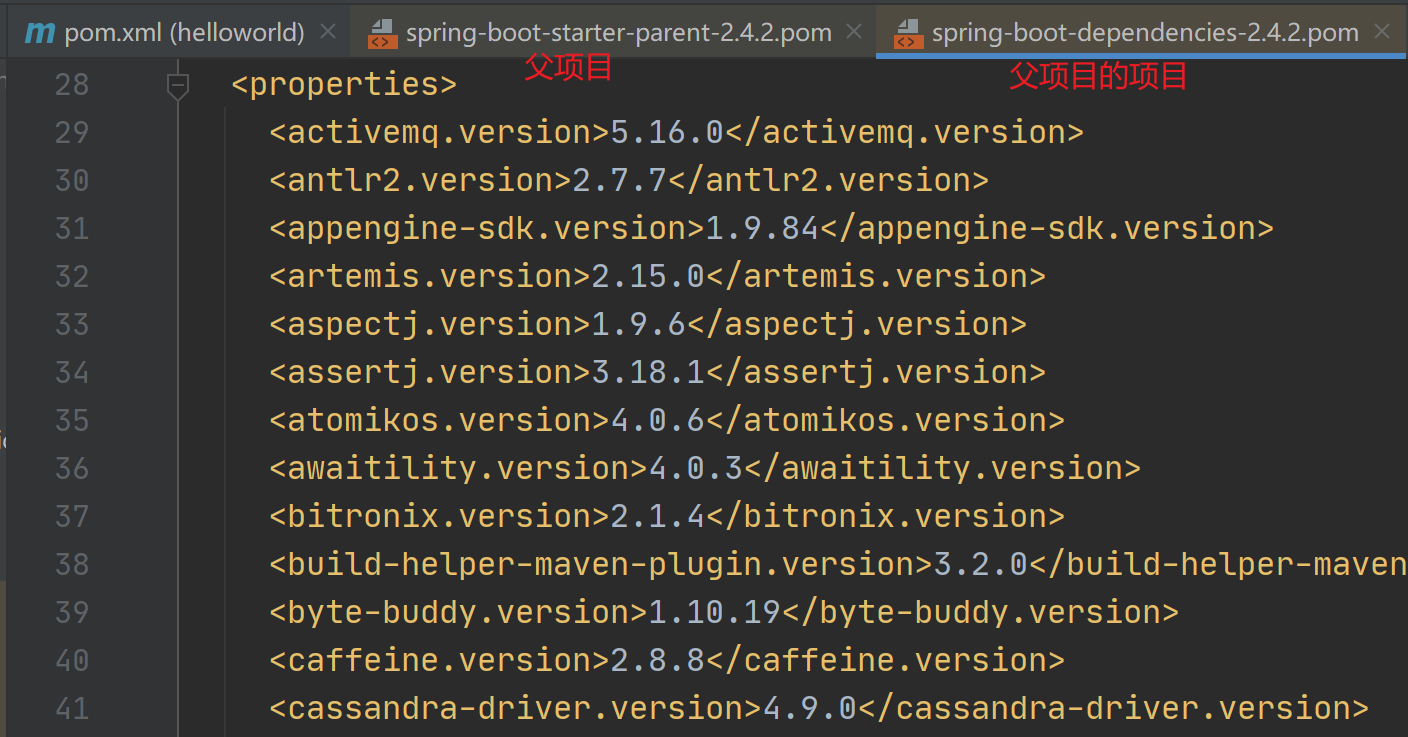 pom.xml (helloworld)
spring-boot-starter-parent-2.4.2.pom
spring-boot-dependencies-2.4.2.pom
父项目
父项目的项目
28 <properties>
29 <activemq.version>5.16.0</activemq.version>
30 <antlr2.version>2.7.7</antlr2.version>
31 <appengine-sdk.version>1.9.84</appengine-sdk.version>
32 <artemis.version>2.15.0</artemis.version>
33 <aspectj.version>1.9.6</aspectj.version>
34 <assertj.version>3.18.1</assertj.version>
35 <atomikos.version>4.0.6</atomikos.version>
36 <awaitility.version>4.0.3</awaitility.version>
37 <bitronix.version>2.1.4</bitronix.version>
38 <build-helper-maven-plugin.version>3.2.0</build-helper-maven
39 <byte-buddy.version>1.10.19</byte-buddy.version>
40 <caffeine.version>2.8.8</caffeine.version>
41 <cassandra-driver.version>4.9.0</cassandra-driver.version>